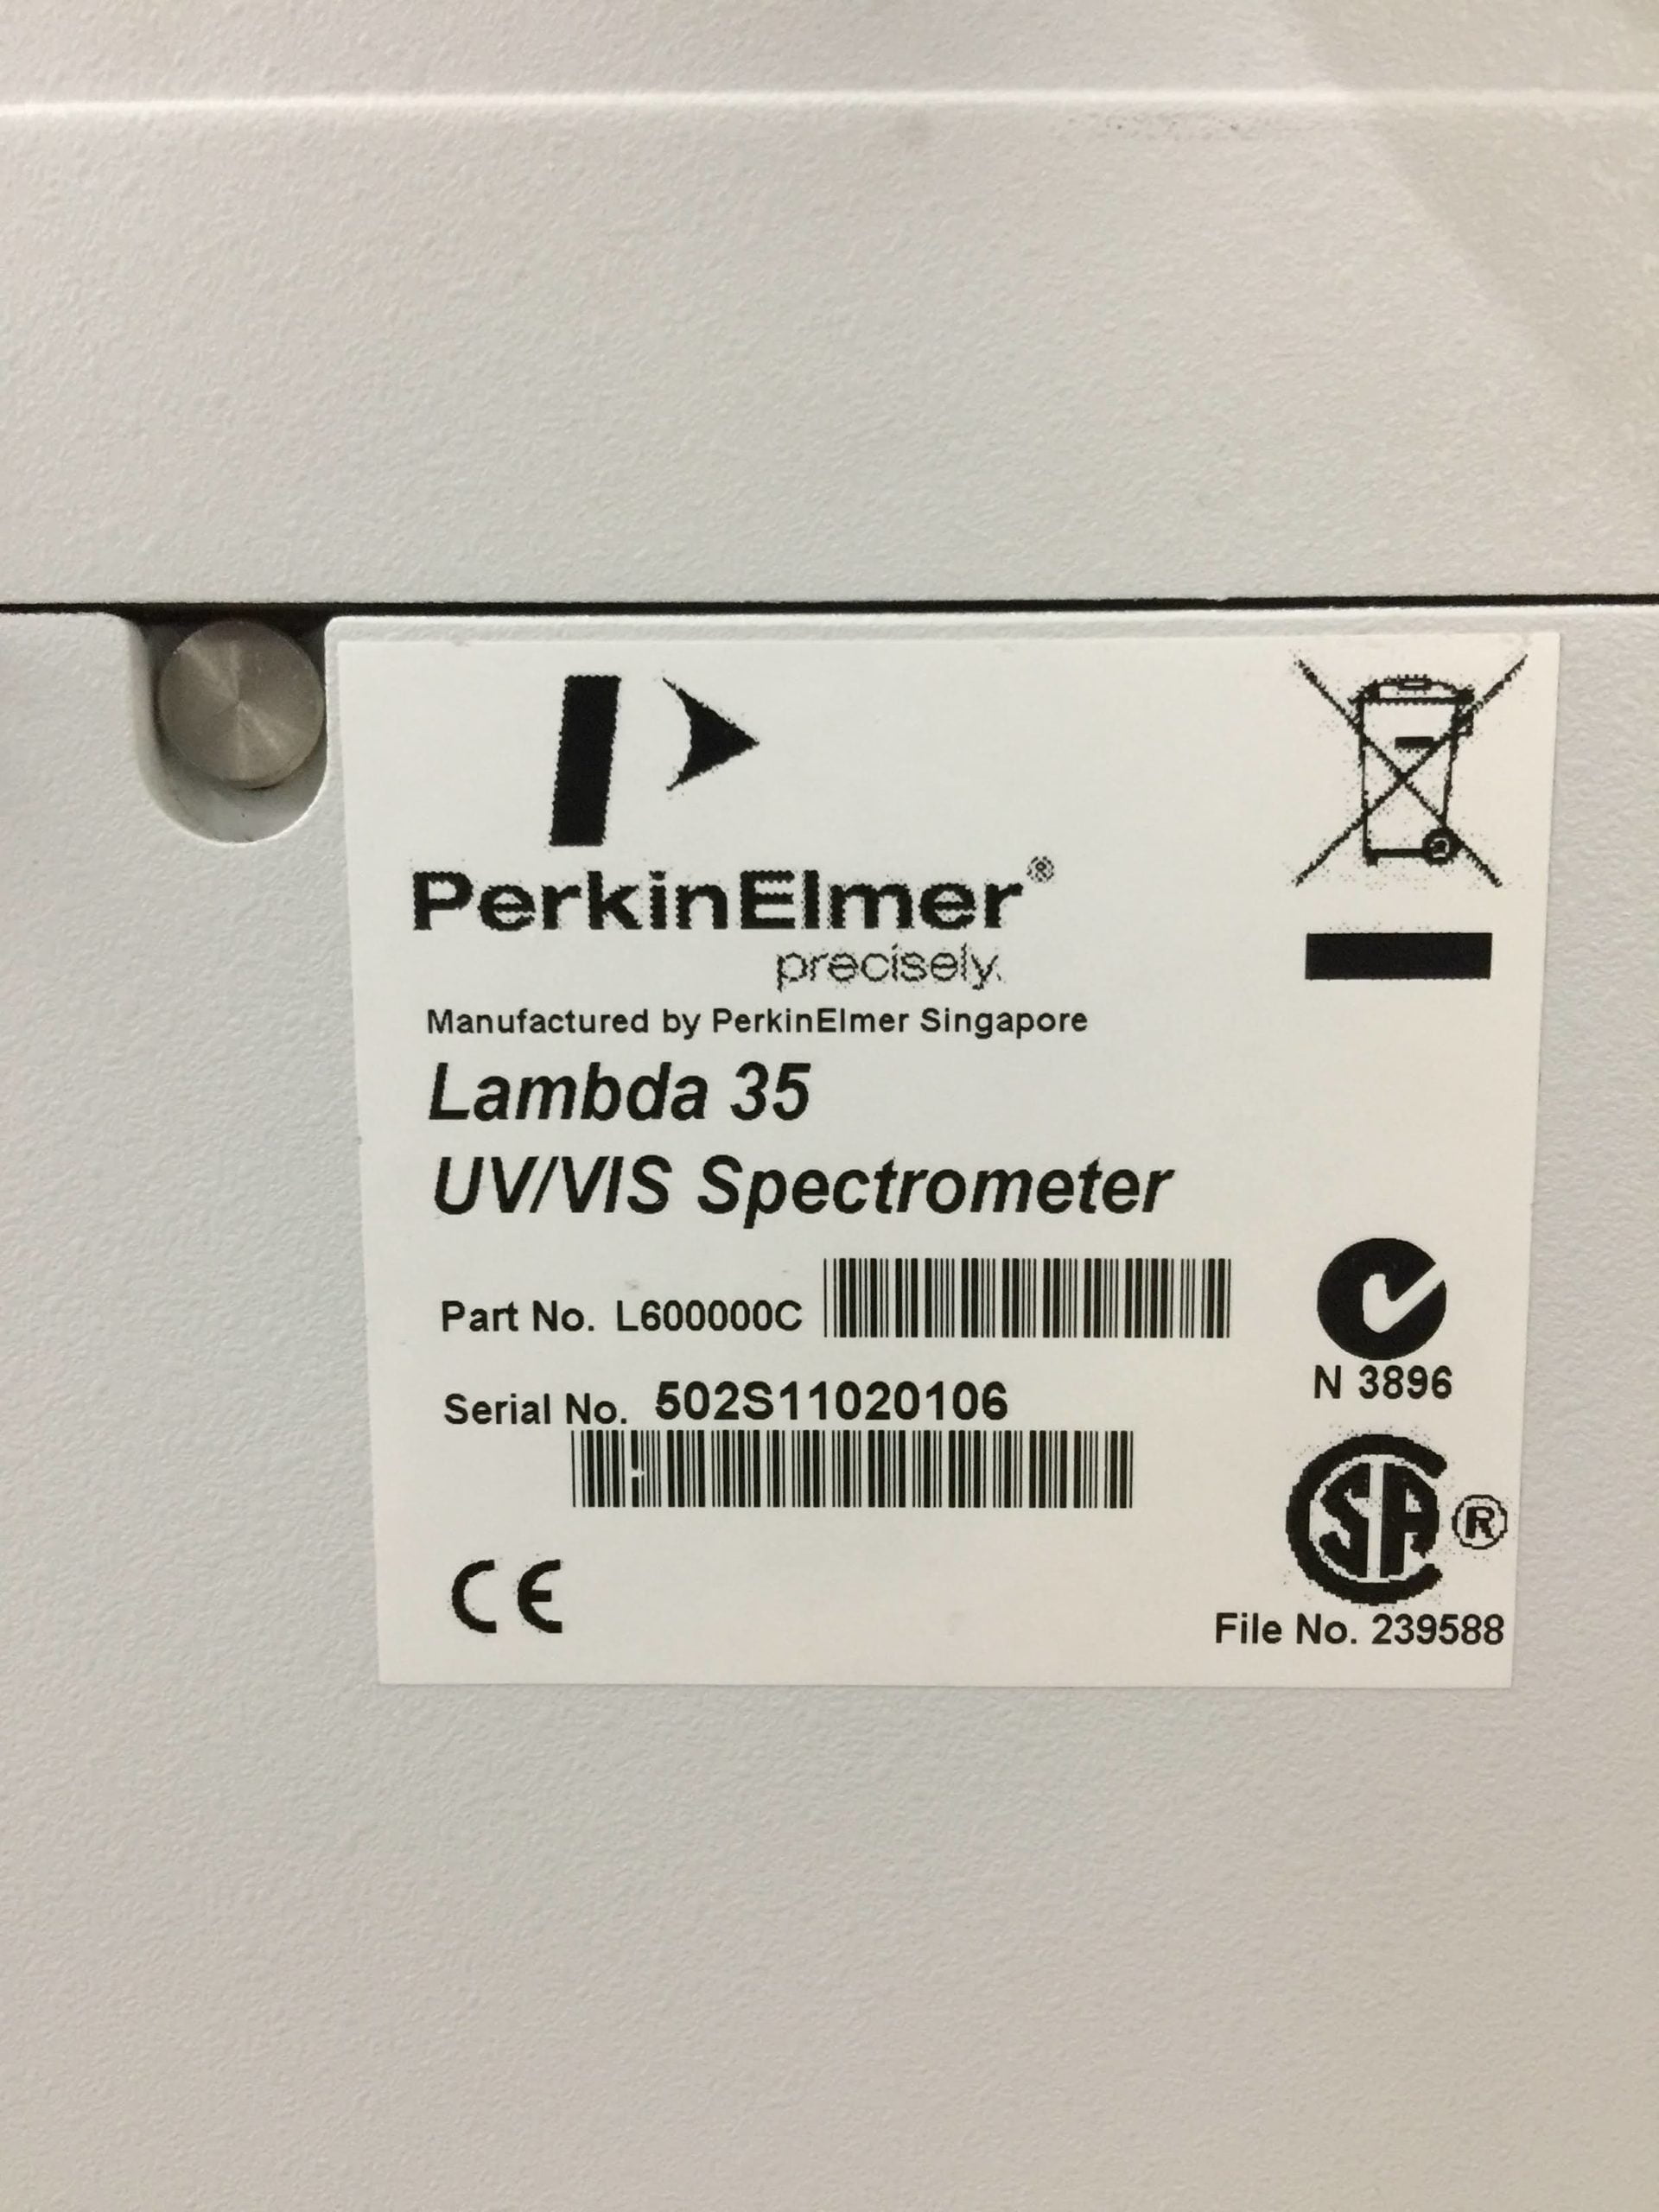 PerkinElmer®
precisely.
Manufactured by PerkinElmer Singapore
Lambda 35
UV/VIS Spectrometer
Part No. L600000C
Serial No. 502S11020106
CE
N 3896
SA®
File No. 239588